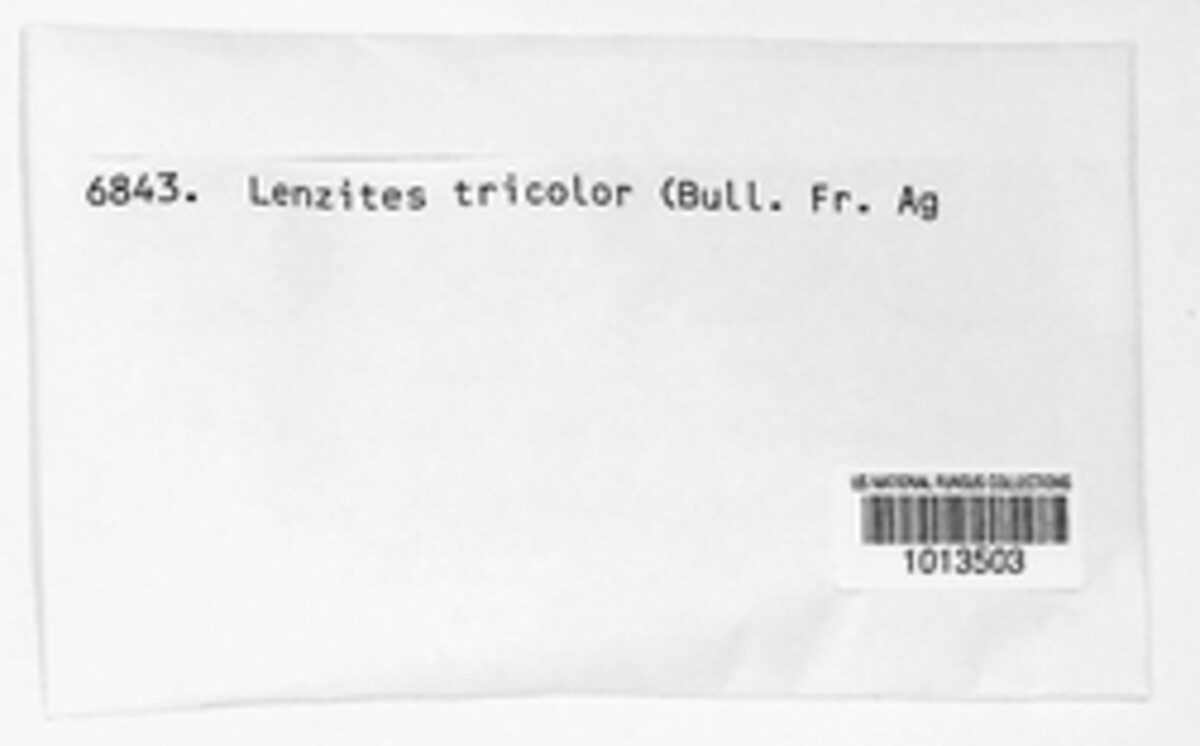 6843. Lenzites tricolor (Bull. Fr. Ag
US NATIONAL FUNGUS COLLECTIONS
1013503